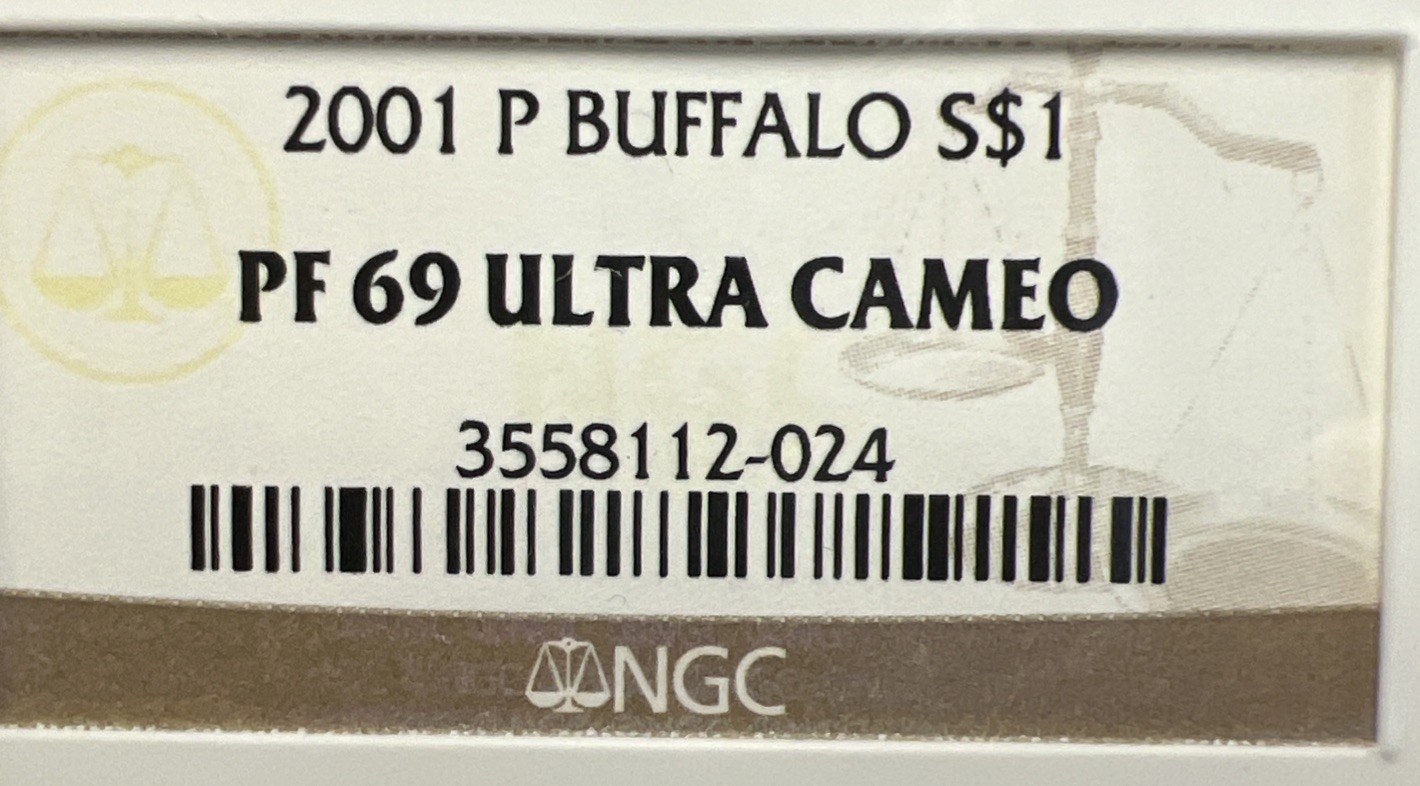 2001 P BUFFALO S$1
PF 69 ULTRA CAMEO
3558112-024
NGC